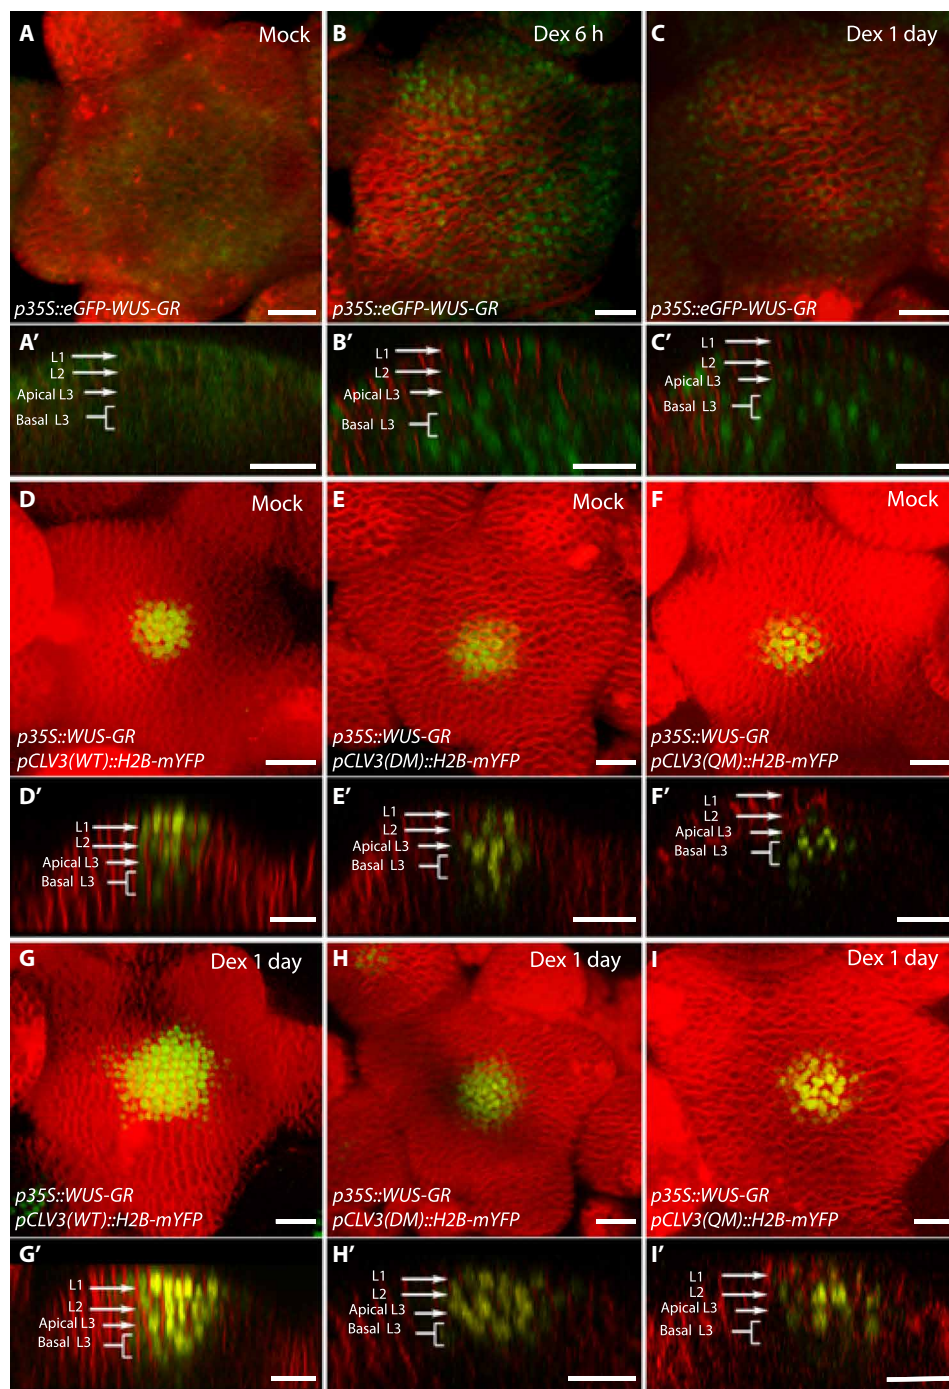 A Mock
p35S::eGFP-WUS-GR
B Dex 6 h
p35S::eGFP-WUS-GR
C Dex 1 day
p35S::eGFP-WUS-GR
A′
L1
L2
Apical L3
Basal L3
B′
L1
L2
Apical L3
Basal L3
C′
L1
L2
Apical L3
Basal L3
D Mock
p35S::WUS-GR
pCLV3(WT)::H2B-mYFP
E Mock
p35S::WUS-GR
pCLV3(DM)::H2B-mYFP
F Mock
p35S::WUS-GR
pCLV3(QM)::H2B-mYFP
D′
L1
L2
Apical L3
Basal L3
E′
L1
L2
Apical L3
Basal L3
F′
L1
L2
Apical L3
Basal L3
G Dex 1 day
p35S::WUS-GR
pCLV3(WT)::H2B-mYFP
H Dex 1 day
p35S::WUS-GR
pCLV3(DM)::H2B-mYFP
I Dex 1 day
p35S::WUS-GR
pCLV3(QM)::H2B-mYFP
G′
L1
L2
Apical L3
Basal L3
H′
L1
L2
Apical L3
Basal L3
I′
L1
L2
Apical L3
Basal L3